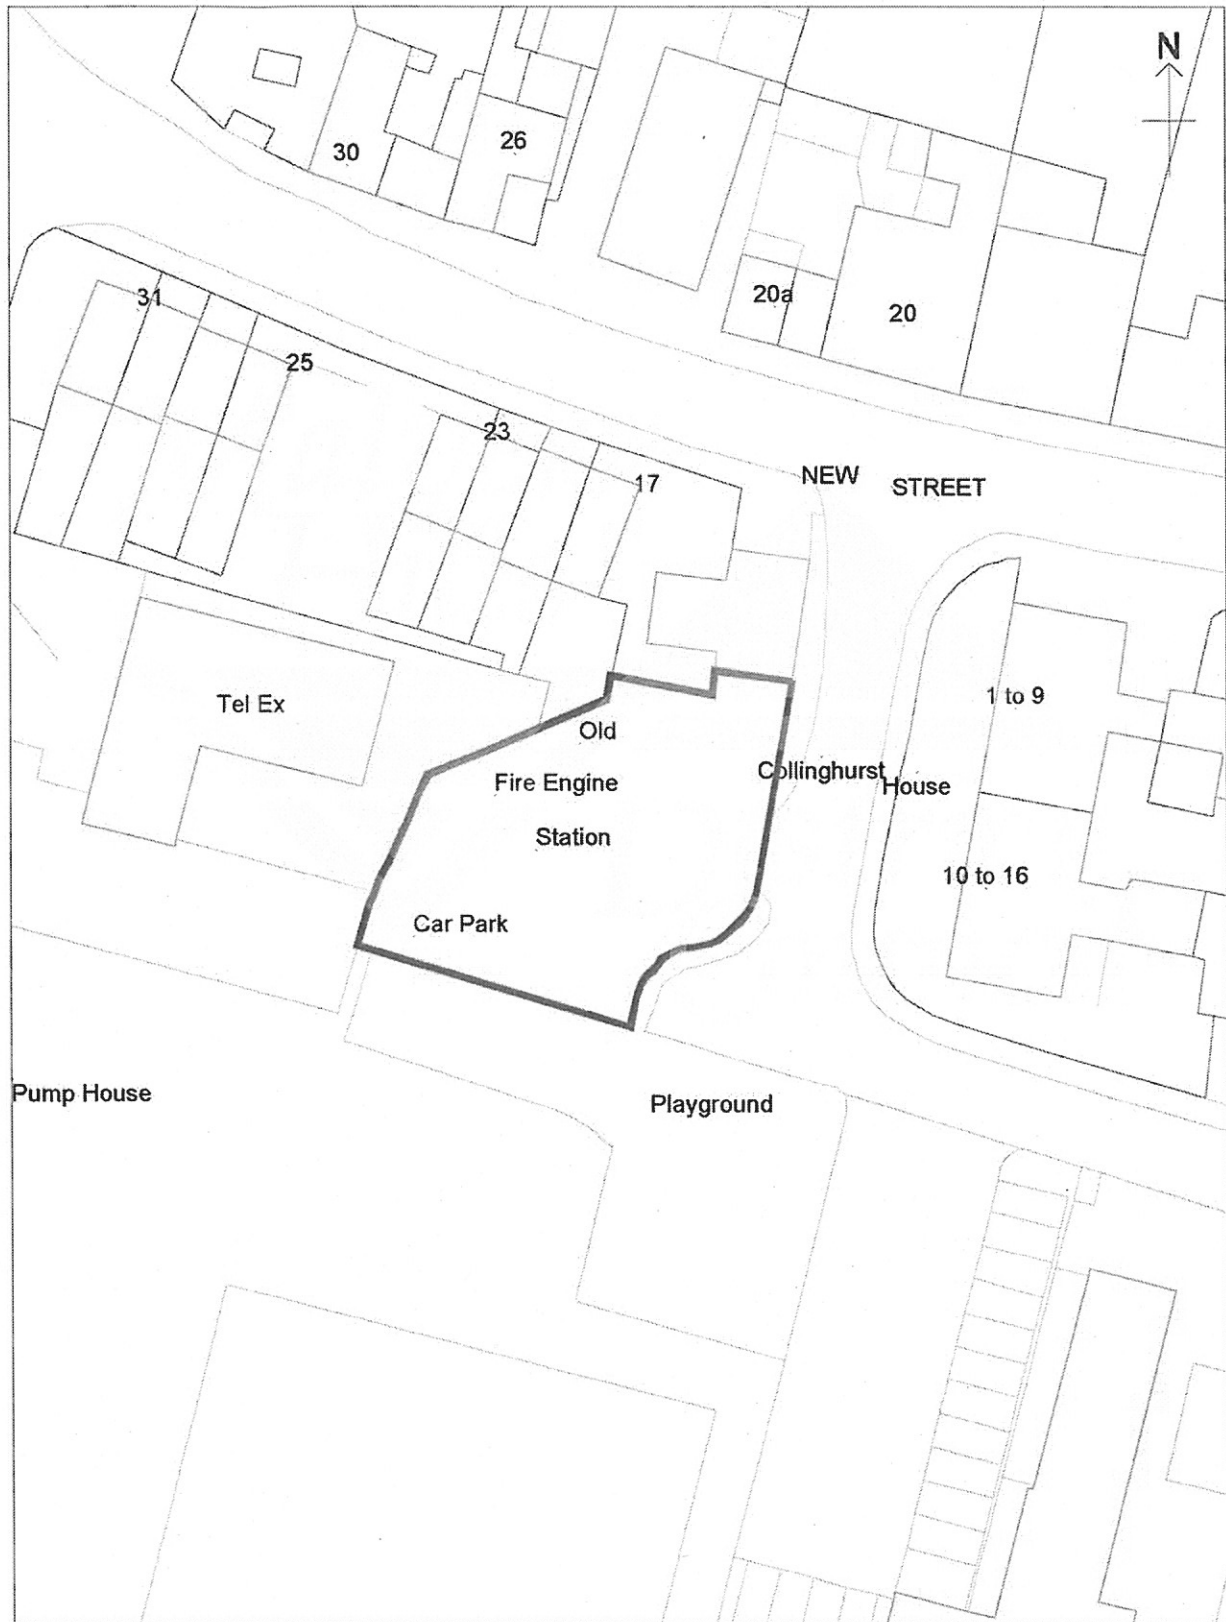 N
30
26
20a
20
31
25
23
17
NEW STREET
1 to 9
Tel Ex
Old
Fire Engine
Station
Collinghurst House
10 to 16
Car Park
Pump House
Playground